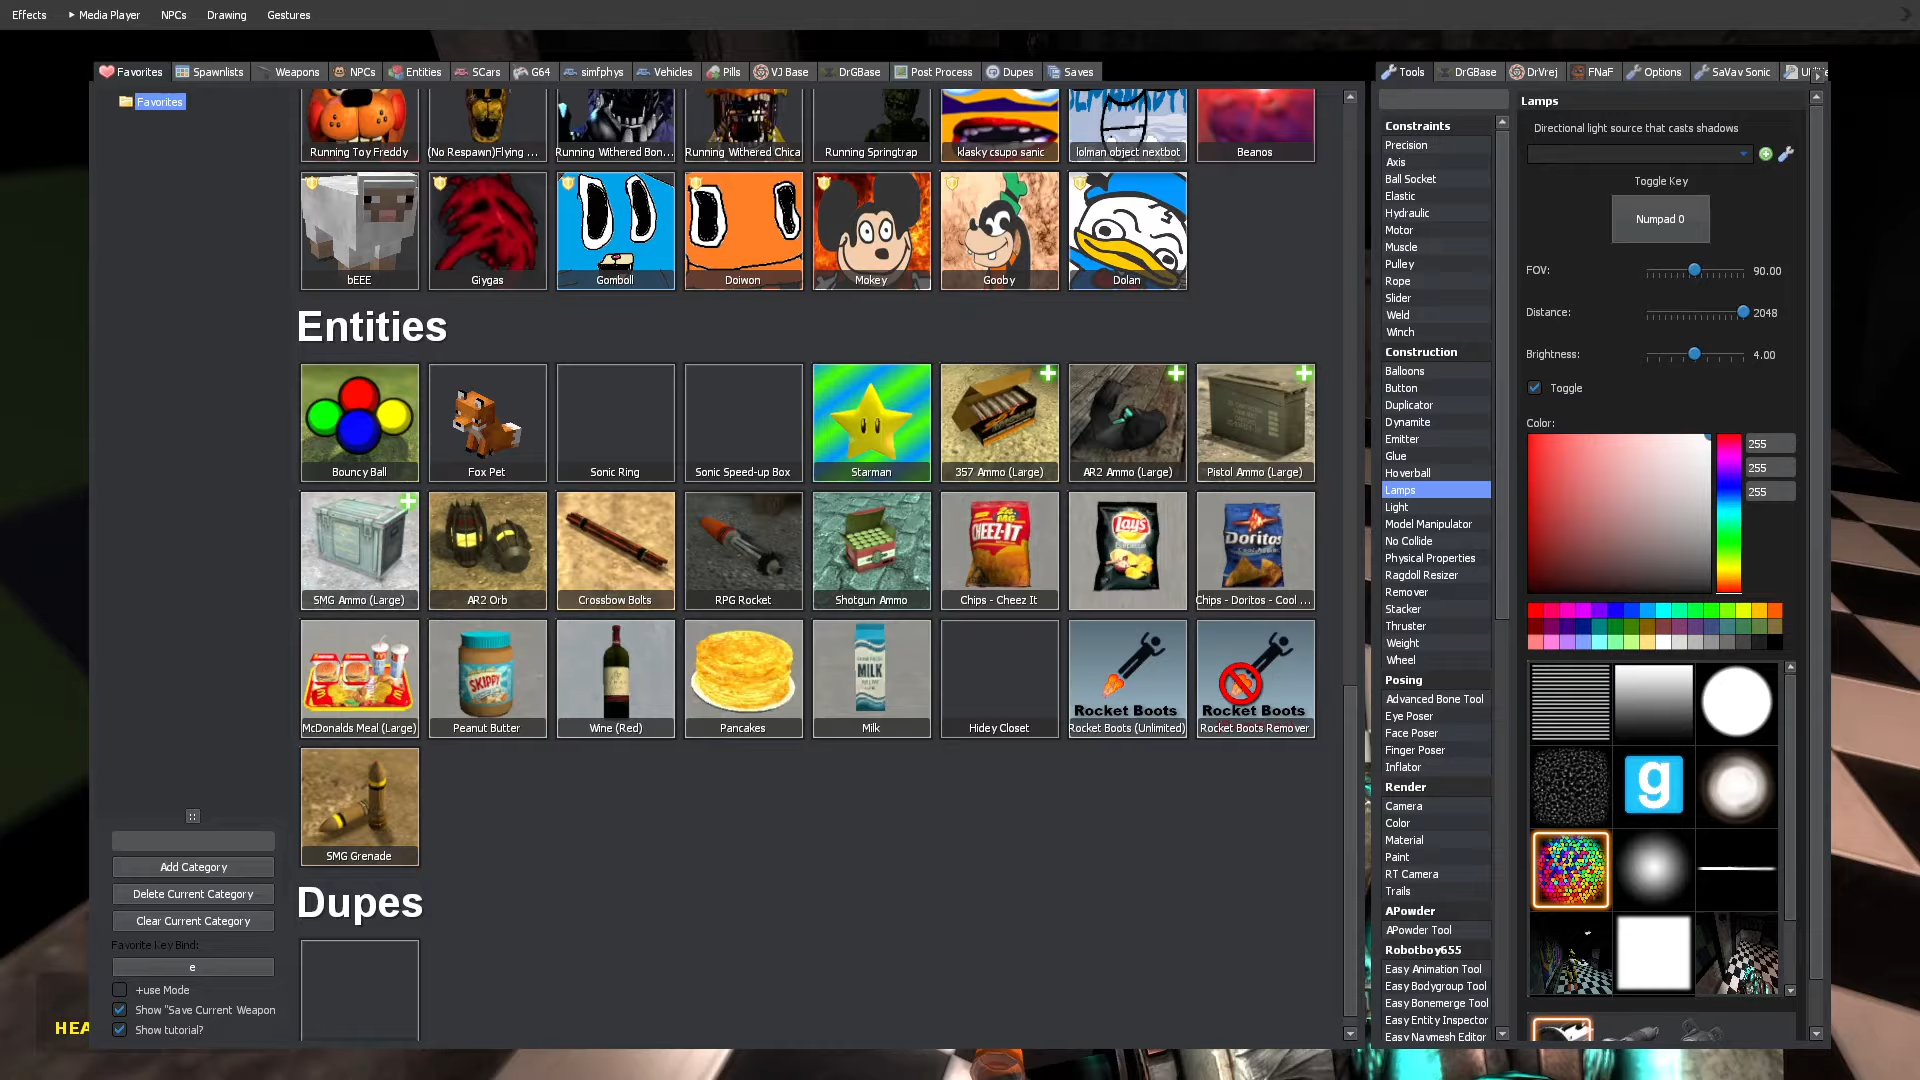 Effects
Media Player
NPCs
Drawing
Gestures
Favorites
Spawnlists
Weapons
NPCs
Entities
SCars
G64
simfphys
Vehicles
Pills
VJ Base
DrGBase
Post Process
Dupes
Saves
Favorites
Running Toy Freddy
(No Respawn)Flying ...
Running Withered Bon...
Running Withered Chica
Running Springtrap
klasky csupo sanic
lolman object nextbot
Beanos
bEEE
Giygas
Gomboll
Doiwon
Mokey
Gooby
Dolan
Entities
Bouncy Ball
Fox Pet
Sonic Ring
Sonic Speed-up Box
Starman
357 Ammo (Large)
AR2 Ammo (Large)
Pistol Ammo (Large)
SMG Ammo (Large)
AR2 Orb
Crossbow Bolts
RPG Rocket
Shotgun Ammo
CHEEZ-IT
Chips - Cheez It
Lays
Doritos
Chips - Doritos - Cool ...
McDonalds Meal (Large)
SKIPPY
Peanut Butter
Wine (Red)
Pancakes
MILK
Milk
Hidey Closet
Rocket Boots
Rocket Boots (Unlimited)
Rocket Boots
Rocket Boots Remover
SMG Grenade
Dupes
Add Category
Delete Current Category
Clear Current Category
Favorite Key Bind:
e
+use Mode
Show "Save Current Weapon
Show tutorial?
HEA
Tools
DrGBase
DrVrej
FNaF
Options
SaVav Sonic
Constraints
Precision
Axis
Ball Socket
Elastic
Hydraulic
Motor
Muscle
Pulley
Rope
Slider
Weld
Winch
Construction
Balloons
Button
Duplicator
Dynamite
Emitter
Glue
Hoverball
Lamps
Light
Model Manipulator
No Collide
Physical Properties
Ragdoll Resizer
Remover
Stacker
Thruster
Weight
Wheel
Posing
Advanced Bone Tool
Eye Poser
Face Poser
Finger Poser
Inflator
Render
Camera
Color
Material
Paint
RT Camera
Trails
APowder
APowder Tool
Robotboy655
Easy Animation Tool
Easy Bodygroup Tool
Easy Bonemerge Tool
Easy Entity Inspector
Easy Navmesh Editor
Lamps
Directional light source that casts shadows
Toggle Key
Numpad 0
FOV:
90.00
Distance:
2048
Brightness:
4.00
Toggle
Color:
255
255
255
g